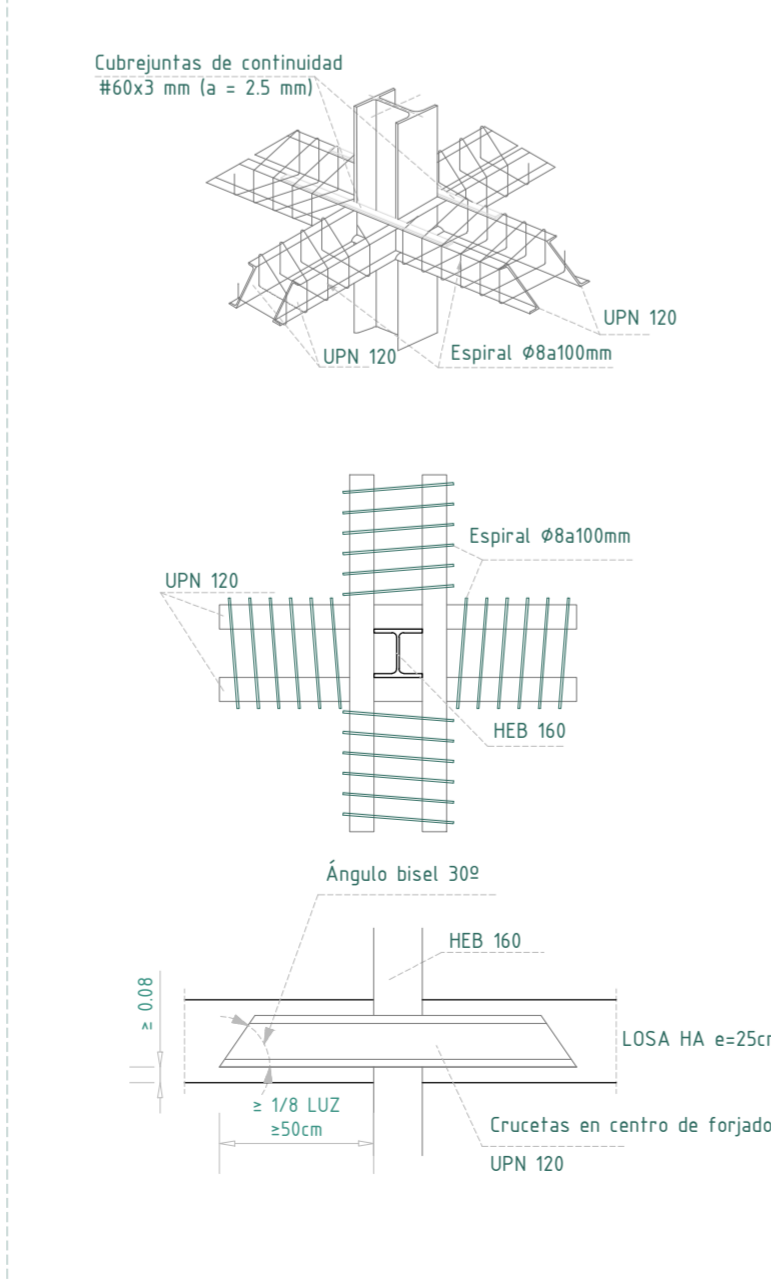 Cubrejuntas de continuidad
#60x3 mm (a = 2.5 mm)
UPN 120
UPN 120
Espiral Ø8a100mm
Espiral Ø8a100mm
UPN 120
HEB 160
Ángulo bisel 30º
HEB 160
≥ 0.08
LOSA HA e=25cm
≥ 1/8 LUZ
≥50cm
Crucetas en centro de forjado
UPN 120